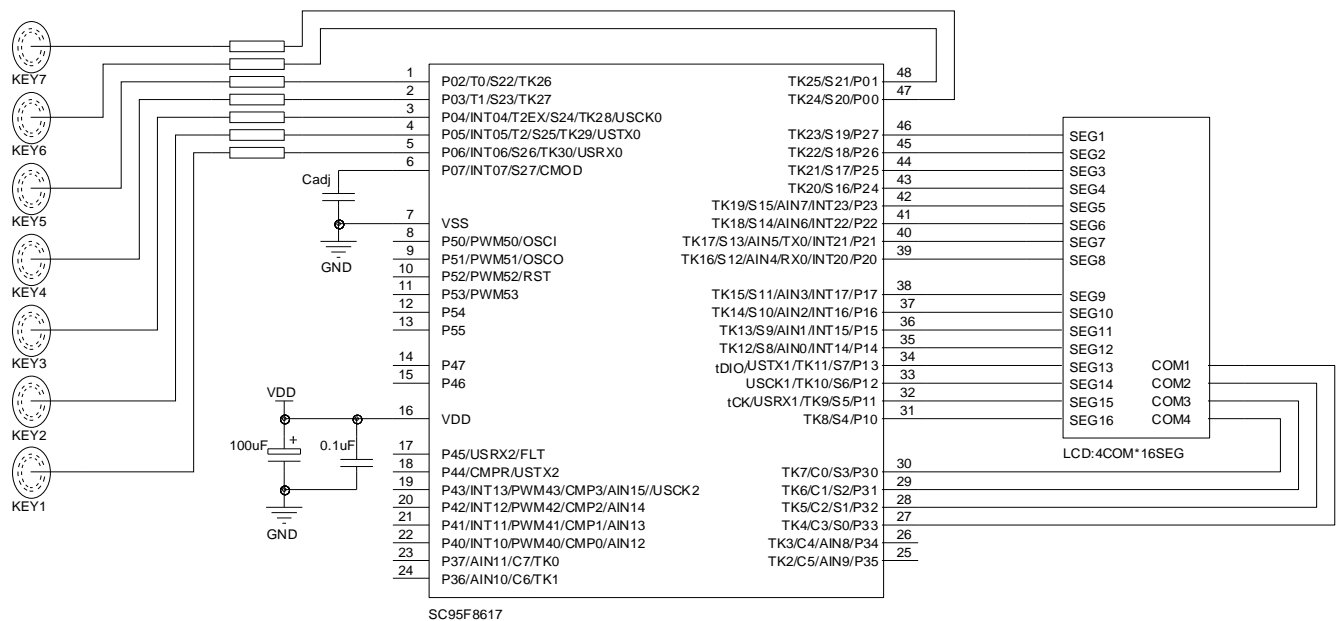 KEY7
KEY6
KEY5
KEY4
KEY3
KEY2
KEY1
Cadj
GND
VDD
100uF
+
0.1uF
GND
1 P02/T0/S22/TK26
2 P03/T1/S23/TK27
3 P04/INT04/T2EX/S24/TK28/USCK0
4 P05/INT05/T2/S25/TK29/USTX0
5 P06/INT06/S26/TK30/USRX0
6 P07/INT07/S27/CMOD
7 VSS
8 P50/PWM50/OSCI
9 P51/PWM51/OSCO
10 P52/PWM52/RST
11 P53/PWM53
12 P54
13 P55
14 P47
15 P46
16 VDD
17 P45/USRX2/FLT
18 P44/CMPR/USTX2
19 P43/INT13/PWM43/CMP3/AIN15//USCK2
20 P42/INT12/PWM42/CMP2/AIN14
21 P41/INT11/PWM41/CMP1/AIN13
22 P40/INT10/PWM40/CMP0/AIN12
23 P37/AIN11/C7/TK0
24 P36/AIN10/C6/TK1
TK25/S21/P01 48
TK24/S20/P00 47
TK23/S19/P27 46
TK22/S18/P26 45
TK21/S17/P25 44
TK20/S16/P24 43
TK19/S15/AIN7/INT23/P23 42
TK18/S14/AIN6/INT22/P22 41
TK17/S13/AIN5/TX0/INT21/P21 40
TK16/S12/AIN4/RX0/INT20/P20 39
TK15/S11/AIN3/INT17/P17 38
TK14/S10/AIN2/INT16/P16 37
TK13/S9/AIN1/INT15/P15 36
TK12/S8/AIN0/INT14/P14 35
tDIO/USTX1/TK11/S7/P13 34
USCK1/TK10/S6/P12 33
tCK/USRX1/TK9/S5/P11 32
TK8/S4/P10 31
TK7/C0/S3/P30 30
TK6/C1/S2/P31 29
TK5/C2/S1/P32 28
TK4/C3/S0/P33 27
TK3/C4/AIN8/P34 26
TK2/C5/AIN9/P35 25
SC95F8617
SEG1
SEG2
SEG3
SEG4
SEG5
SEG6
SEG7
SEG8
SEG9
SEG10
SEG11
SEG12
SEG13 COM1
SEG14 COM2
SEG15 COM3
SEG16 COM4
LCD:4COM*16SEG